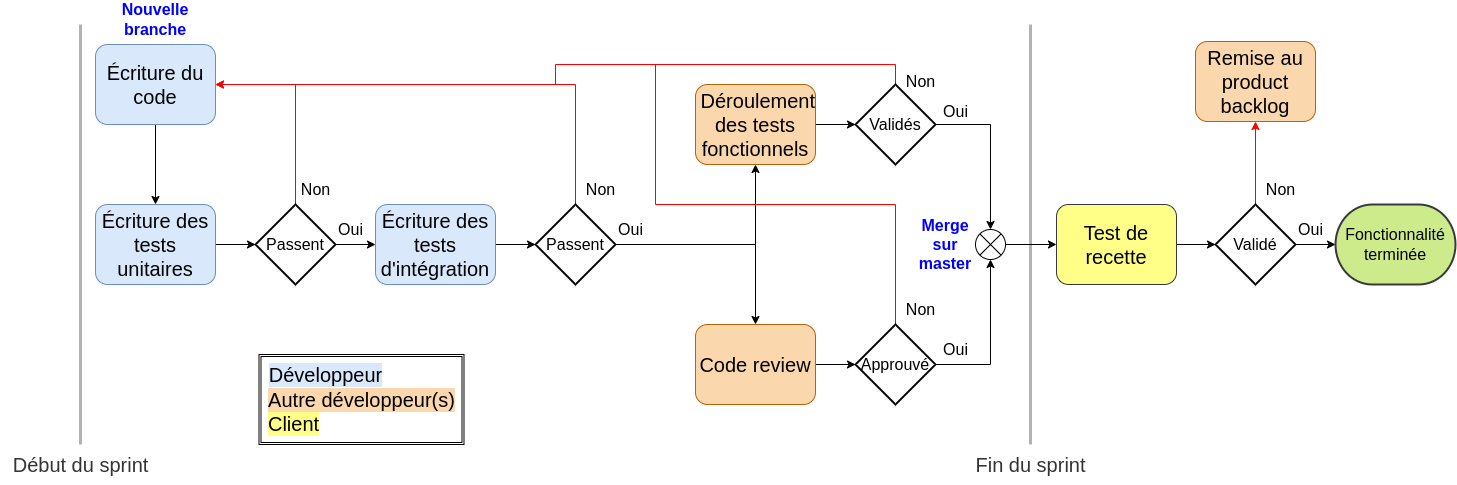 Nouvelle
branche
Écriture du
code
Écriture des
tests
unitaires
Passent
Non
Oui
Écriture des
tests
d'intégration
Passent
Non
Oui
Déroulement
des tests
fonctionnels
Validés
Non
Oui
Code review
Approuvé
Non
Oui
Merge
sur
master
Test de
recette
Validé
Non
Oui
Remise au
product
backlog
Fonctionnalité
terminée
Développeur
Autre développeur(s)
Client
Début du sprint
Fin du sprint